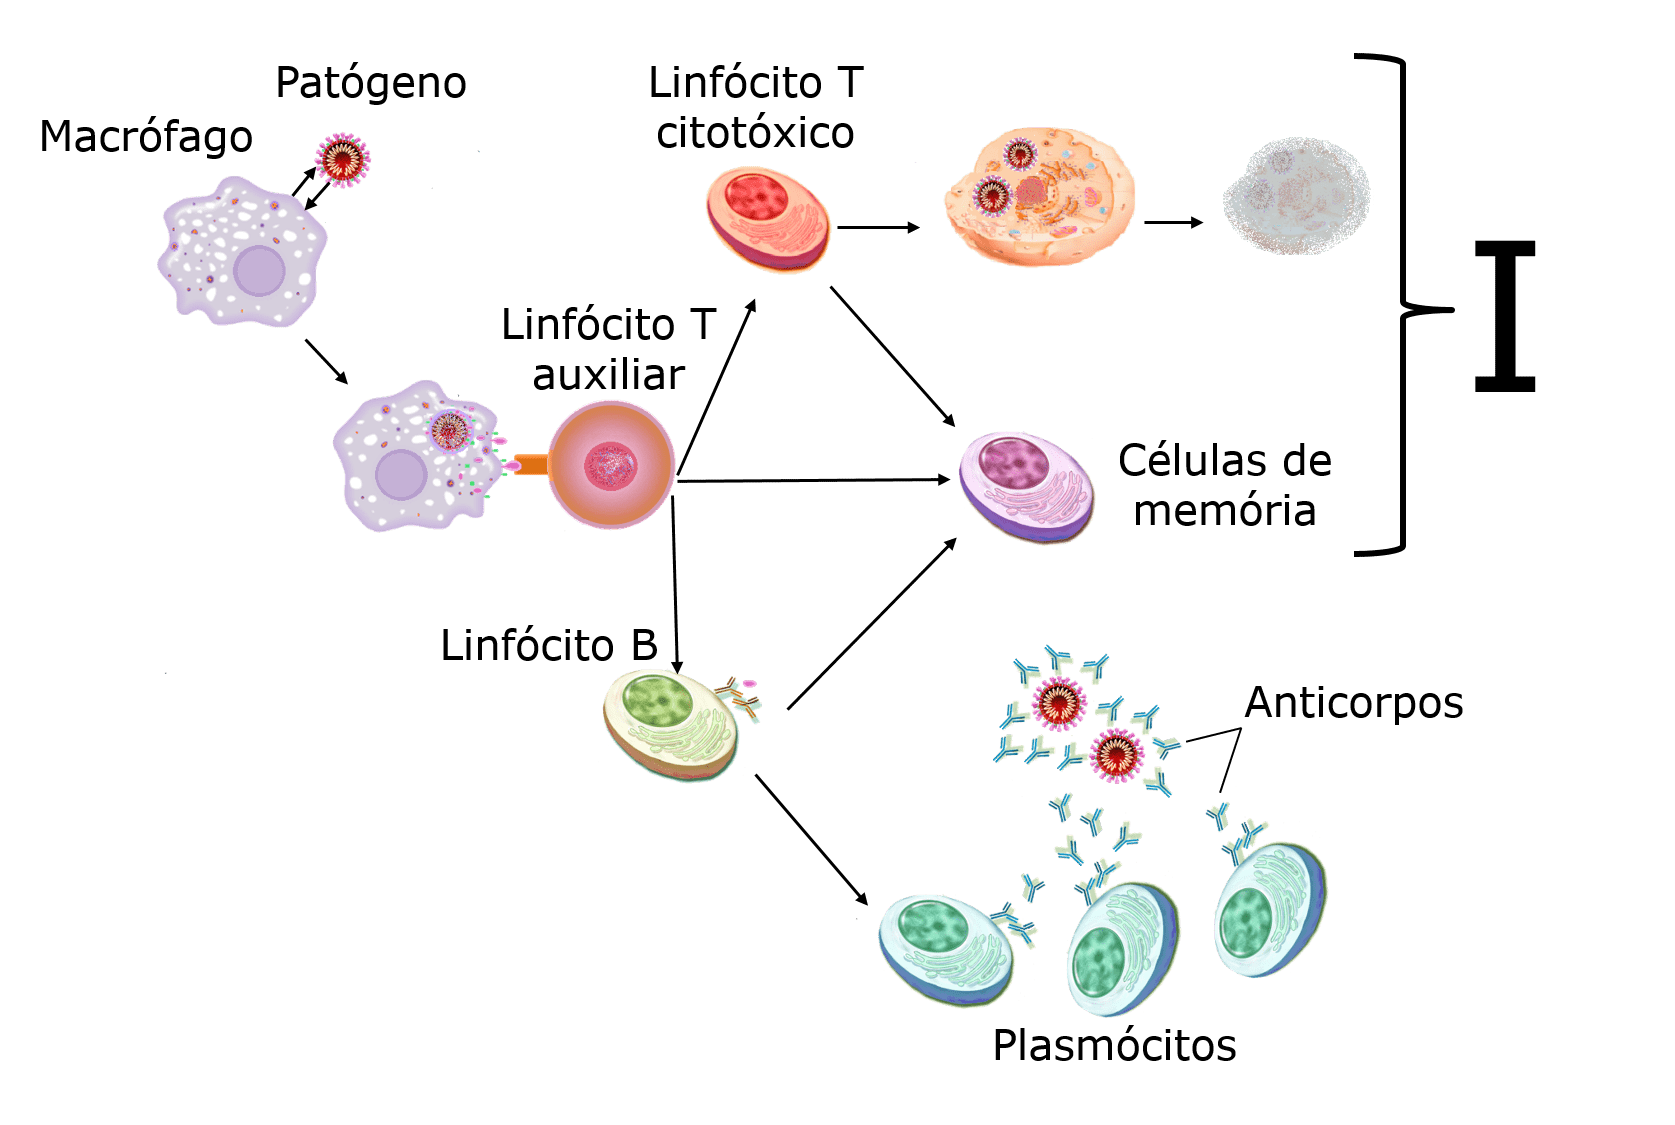 Patógeno
Macrófago
Linfócito T
citotóxico
Linfócito T
auxiliar
I
Células de
memória
Linfócito B
Anticorpos
Plasmócitos